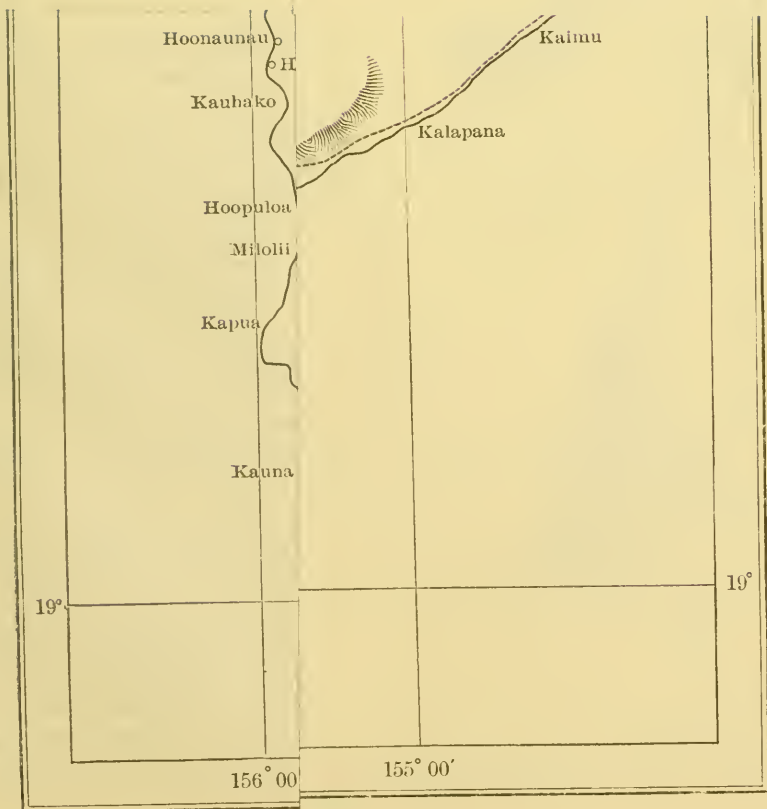 Hoonaunau
H
Kauhako
Hoopuloa
Milolii
Kapua
Kauna
19°
156° 00
Kaimu
Kalapana
19°
155° 00′